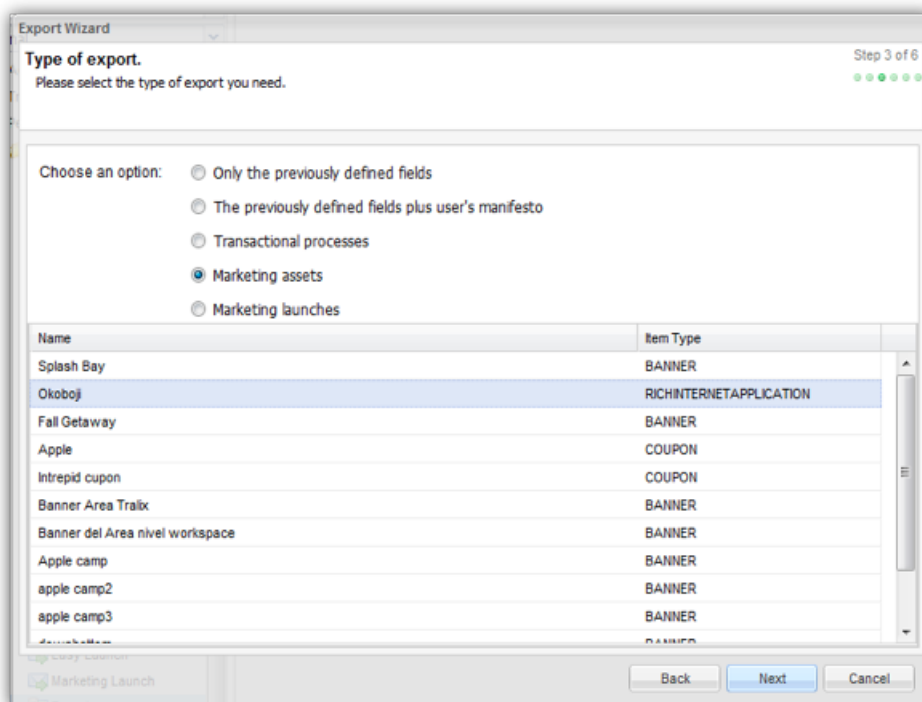 Export Wizard
Type of export.
Step 3 of 6
Please select the type of export you need.
Choose an option:
Only the previously defined fields
The previously defined fields plus user's manifesto
Transactional processes
Marketing assets
Marketing launches
Name Item Type
Splash Bay BANNER
Okoboji RICHINTERNETAPPLICATION
Fall Getaway BANNER
Apple COUPON
Intrepid cupon COUPON
Banner Area Tralix BANNER
Banner del Area nivel workspace BANNER
Apple camp BANNER
apple camp2 BANNER
apple camp3 BANNER
BANNER
Easy Launch
Marketing Launch
Back Next Cancel